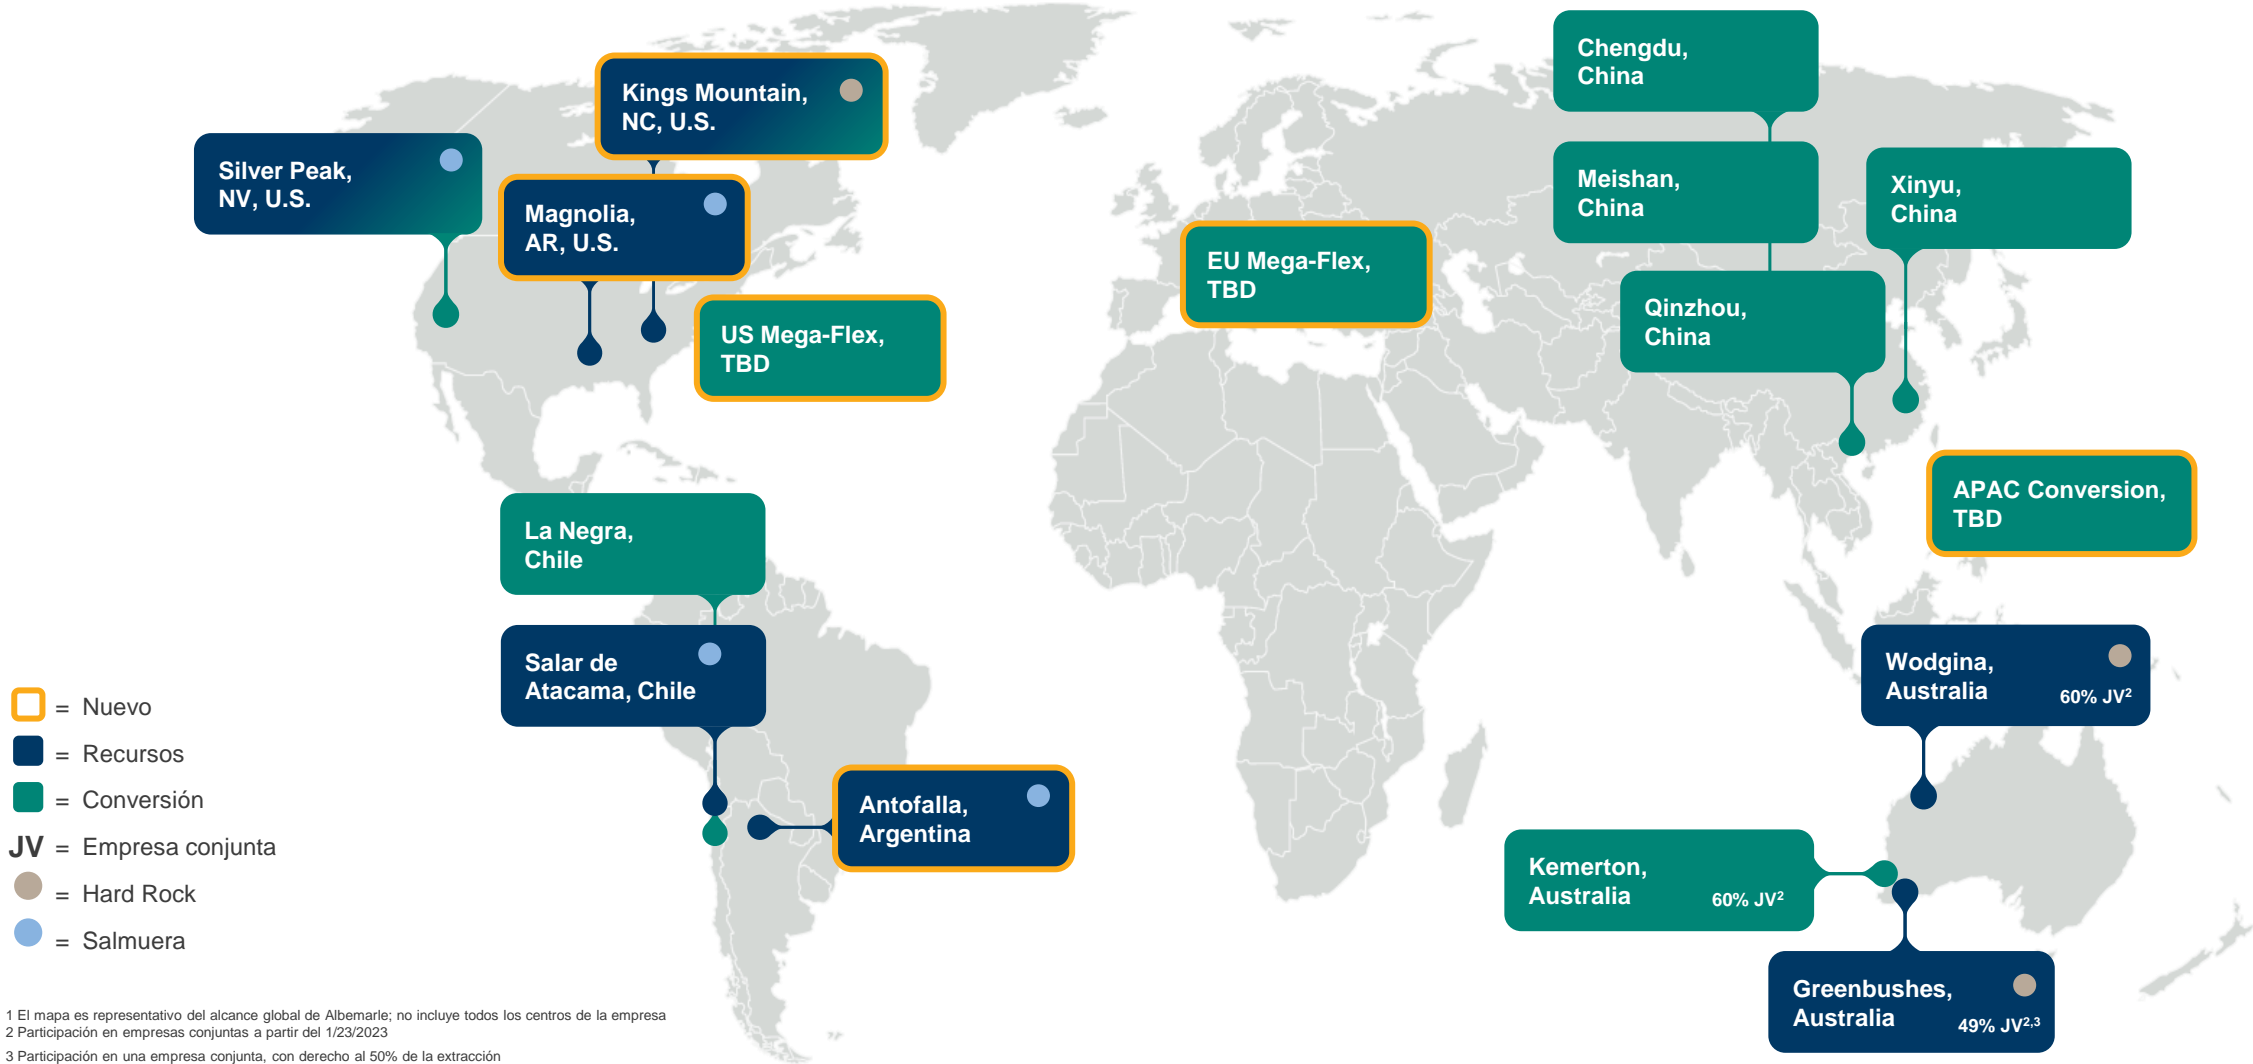 Kings Mountain,
NC, U.S.
Silver Peak,
NV, U.S.
Magnolia,
AR, U.S.
US Mega-Flex,
TBD
EU Mega-Flex,
TBD
Chengdu,
China
Meishan,
China
Xinyu,
China
Qinzhou,
China
APAC Conversion,
TBD
La Negra,
Chile
Salar de
Atacama, Chile
Antofalla,
Argentina
Wodgina,
Australia
60% JV²
Kemerton,
Australia
60% JV²
Greenbushes,
Australia
49% JV²,³
= Nuevo
= Recursos
= Conversión
JV = Empresa conjunta
= Hard Rock
= Salmuera
1 El mapa es representativo del alcance global de Albemarle; no incluye todos los centros de la empresa
2 Participación en empresas conjuntas a partir del 1/23/2023
3 Participación en una empresa conjunta, con derecho al 50% de la extracción